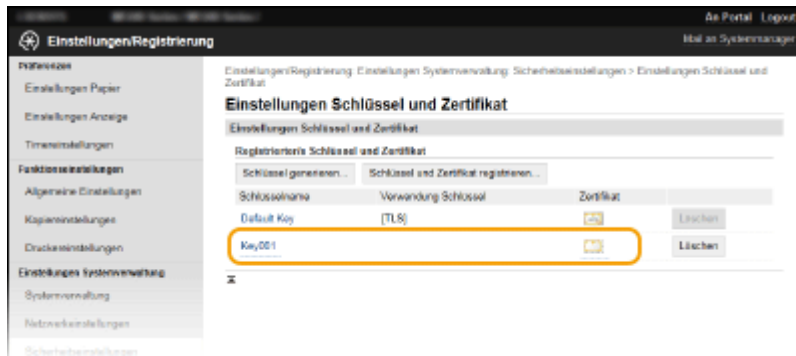 An Portal Logout
Einstellungen/Registrierung
Mail an Systemmanager
Präferenzen
Einstellungen Papier
Einstellungen Anzeige
Timereinstellungen
Funktionseinstellungen
Allgemeine Einstellungen
Kopiereinstellungen
Druckereinstellungen
Einstellungen Systemverwaltung
Systemverwaltung
Netzwerkeinstellungen
Sicherheitseinstellungen
Einstellungen/Registrierung: Einstellungen Systemverwaltung: Sicherheitseinstellungen > Einstellungen Schlüssel und
Zertifikat
Einstellungen Schlüssel und Zertifikat
Einstellungen Schlüssel und Zertifikat
Registrierter/e Schlüssel und Zertifikat
Schlüssel generieren... Schlüssel und Zertifikat registrieren...
Schlüsselname Verwendung Schlüssel Zertifikat
Default Key [TLS] Löschen
Key001 Löschen